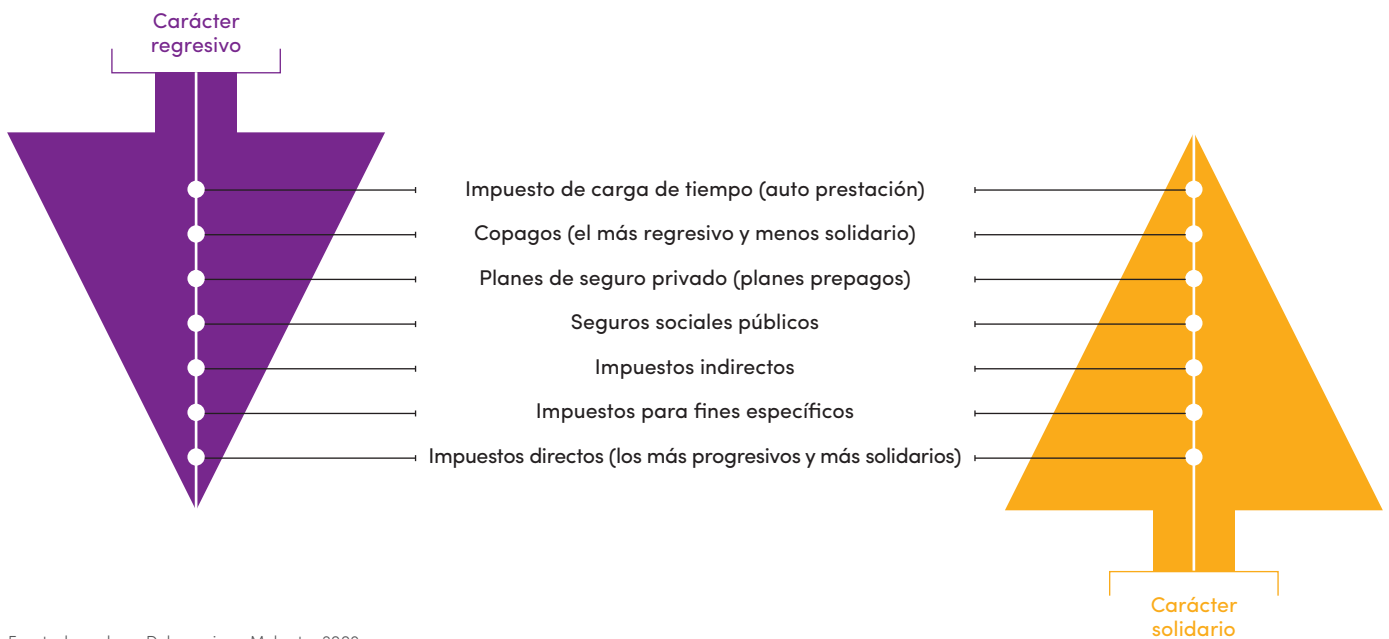 Carácter
regresivo
Impuesto de carga de tiempo (auto prestación)
Copagos (el más regresivo y menos solidario)
Planes de seguro privado (planes prepagos)
Seguros sociales públicos
Impuestos indirectos
Impuestos para fines específicos
Impuestos directos (los más progresivos y más solidarios)
Carácter
solidario